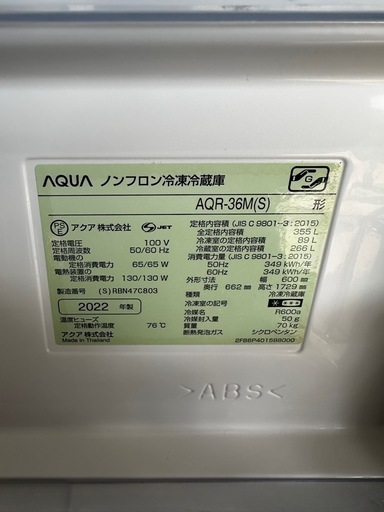 AQUA ノンフロン冷凍冷蔵庫
AQR-36M(S) 形
PS E アクア株式会社 JET
定格電圧 100 V
定格周波数 50/60 Hz
電動機の
定格消費電力 65/65 W
電熱装置の
定格消費電力 130/130 W
製造番号 (S)RBN47C803
2022 年製
温度ヒューズ
定格動作温度 76℃
アクア株式会社
Made in Thailand
G
定格内容積 (JIS C 9801-3:2015)
全定格内容積 355 L
冷凍室の定格内容積 89 L
冷蔵室の定格内容積 266 L
消費電力量 (JIS C 9801-3:2015)
50Hz 349 kWh/年
60Hz 349 kWh/年
外形寸法 幅 600 mm
奥行 662 mm 高さ 1729 mm
種類 冷凍冷蔵庫
冷凍室の記号
冷媒 R600a
冷媒封入量 50 g
質量 70 kg
断熱発泡ガス シクロペンタン
2FB6P4015B8000
>ABS<